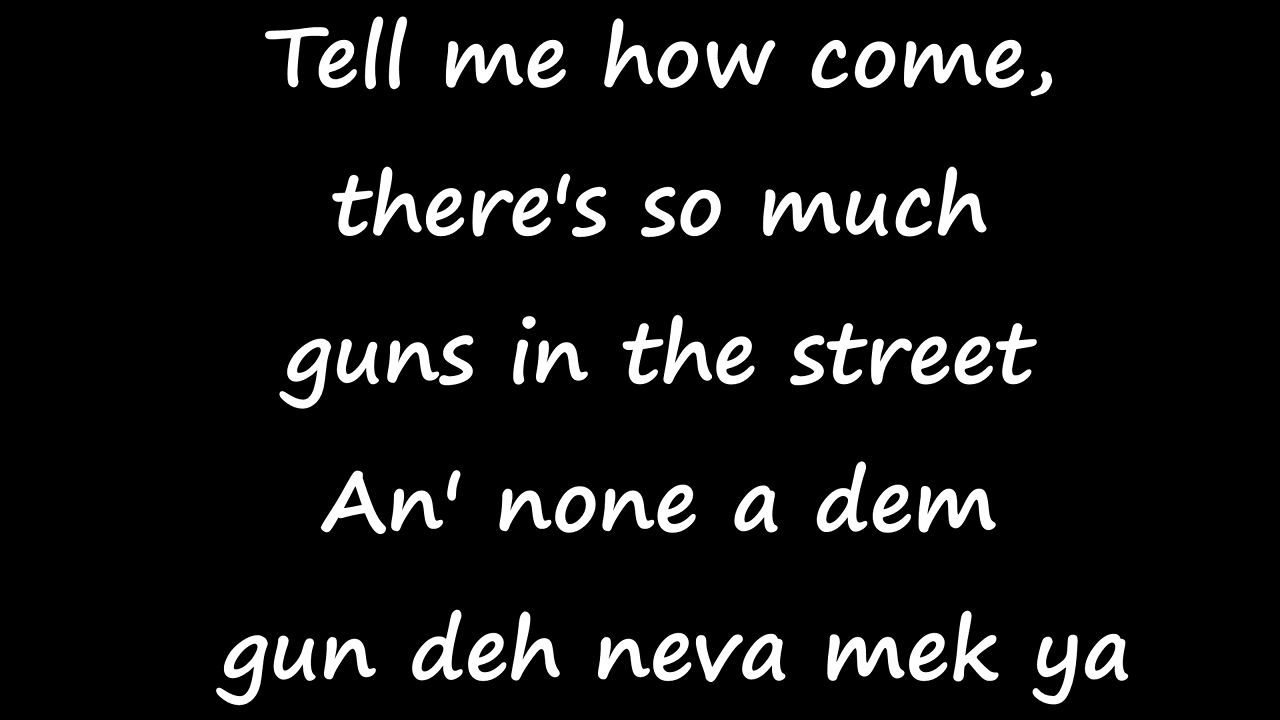 Tell me how come,
there's so much
guns in the street
An' none a dem
gun deh neva mek ya